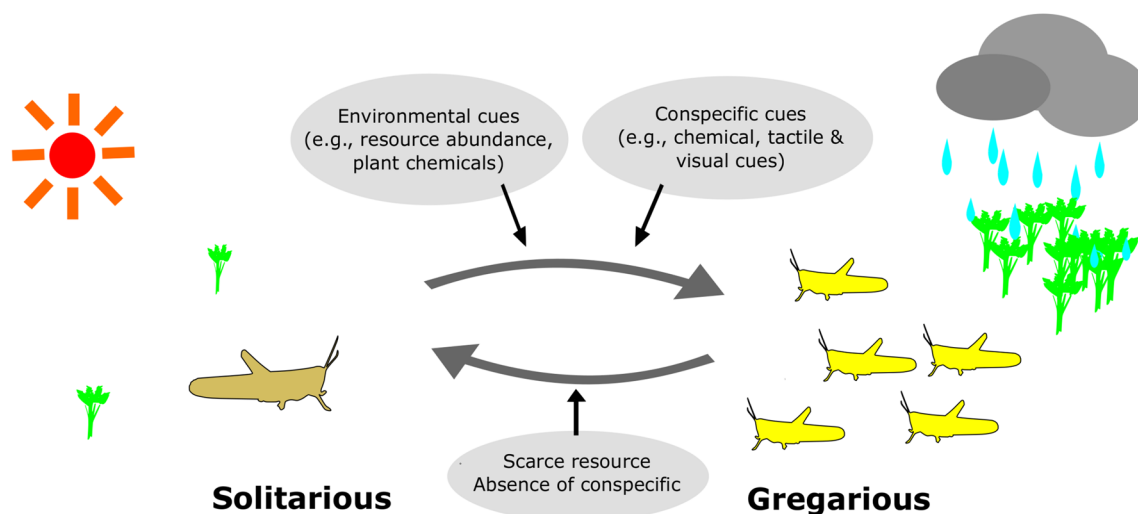 Environmental cues
(e.g., resource abundance,
plant chemicals)
Conspecific cues
(e.g., chemical, tactile &
visual cues)
Scarce resource
Absence of conspecific
Solitarious
Gregarious